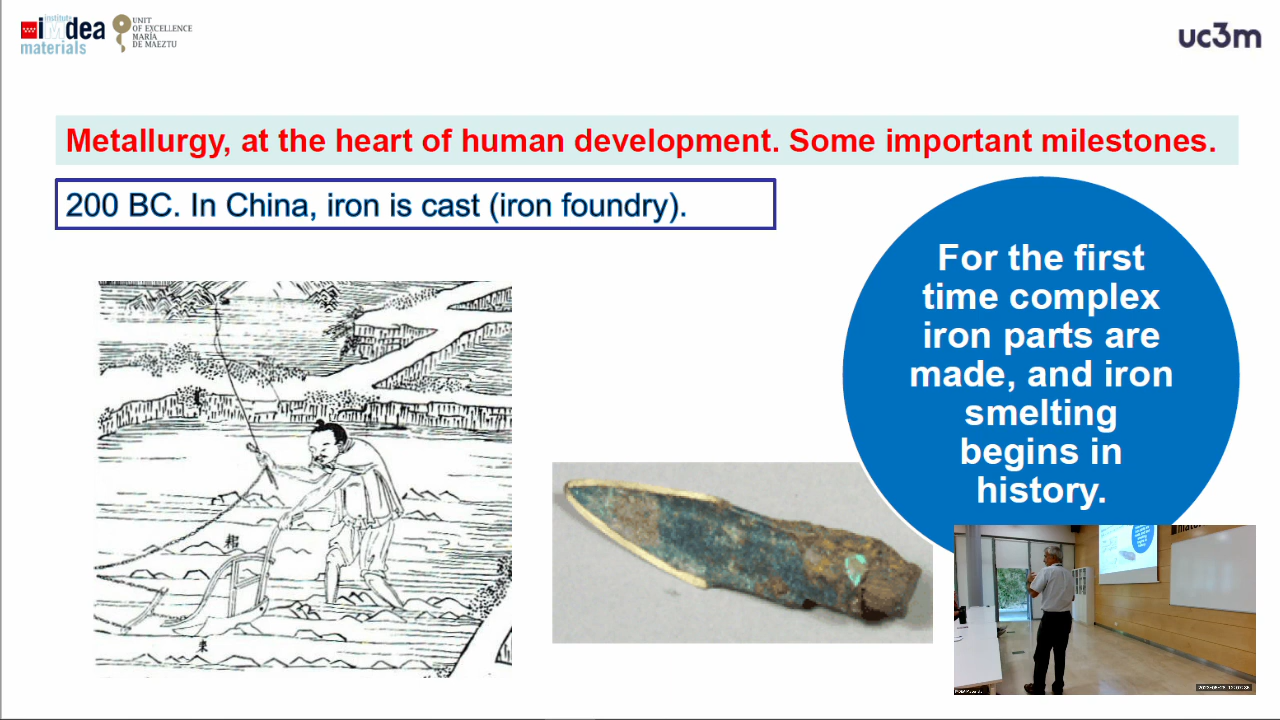 institute
iMdea
materials
UNIT
OF EXCELLENCE
MARÍA
DE MAEZTU
uc3m
Metallurgy, at the heart of human development. Some important milestones.
200 BC. In China, iron is cast (iron foundry).
For the first
time complex
iron parts are
made, and iron
smelting
begins in
history.
耒